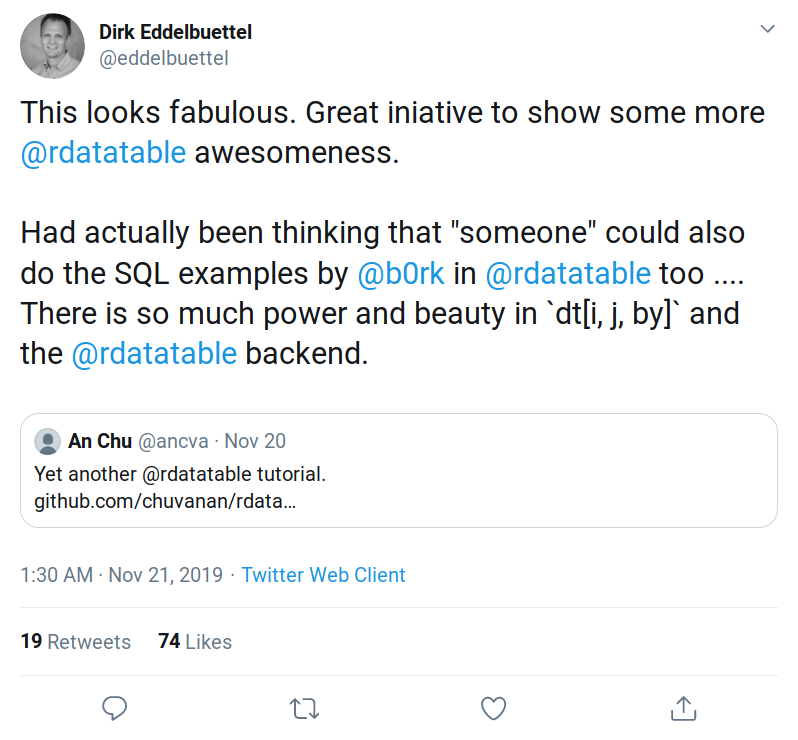 Dirk Eddelbuettel
@eddelbuettel
This looks fabulous. Great iniative to show some more
@rdatatable awesomeness.
Had actually been thinking that "someone" could also
do the SQL examples by @b0rk in @rdatatable too ....
There is so much power and beauty in `dt[i, j, by]` and
the @rdatatable backend.
An Chu @ancva · Nov 20
Yet another @rdatatable tutorial.
github.com/chuvanan/rdata…
1:30 AM · Nov 21, 2019 · Twitter Web Client
19 Retweets 74 Likes